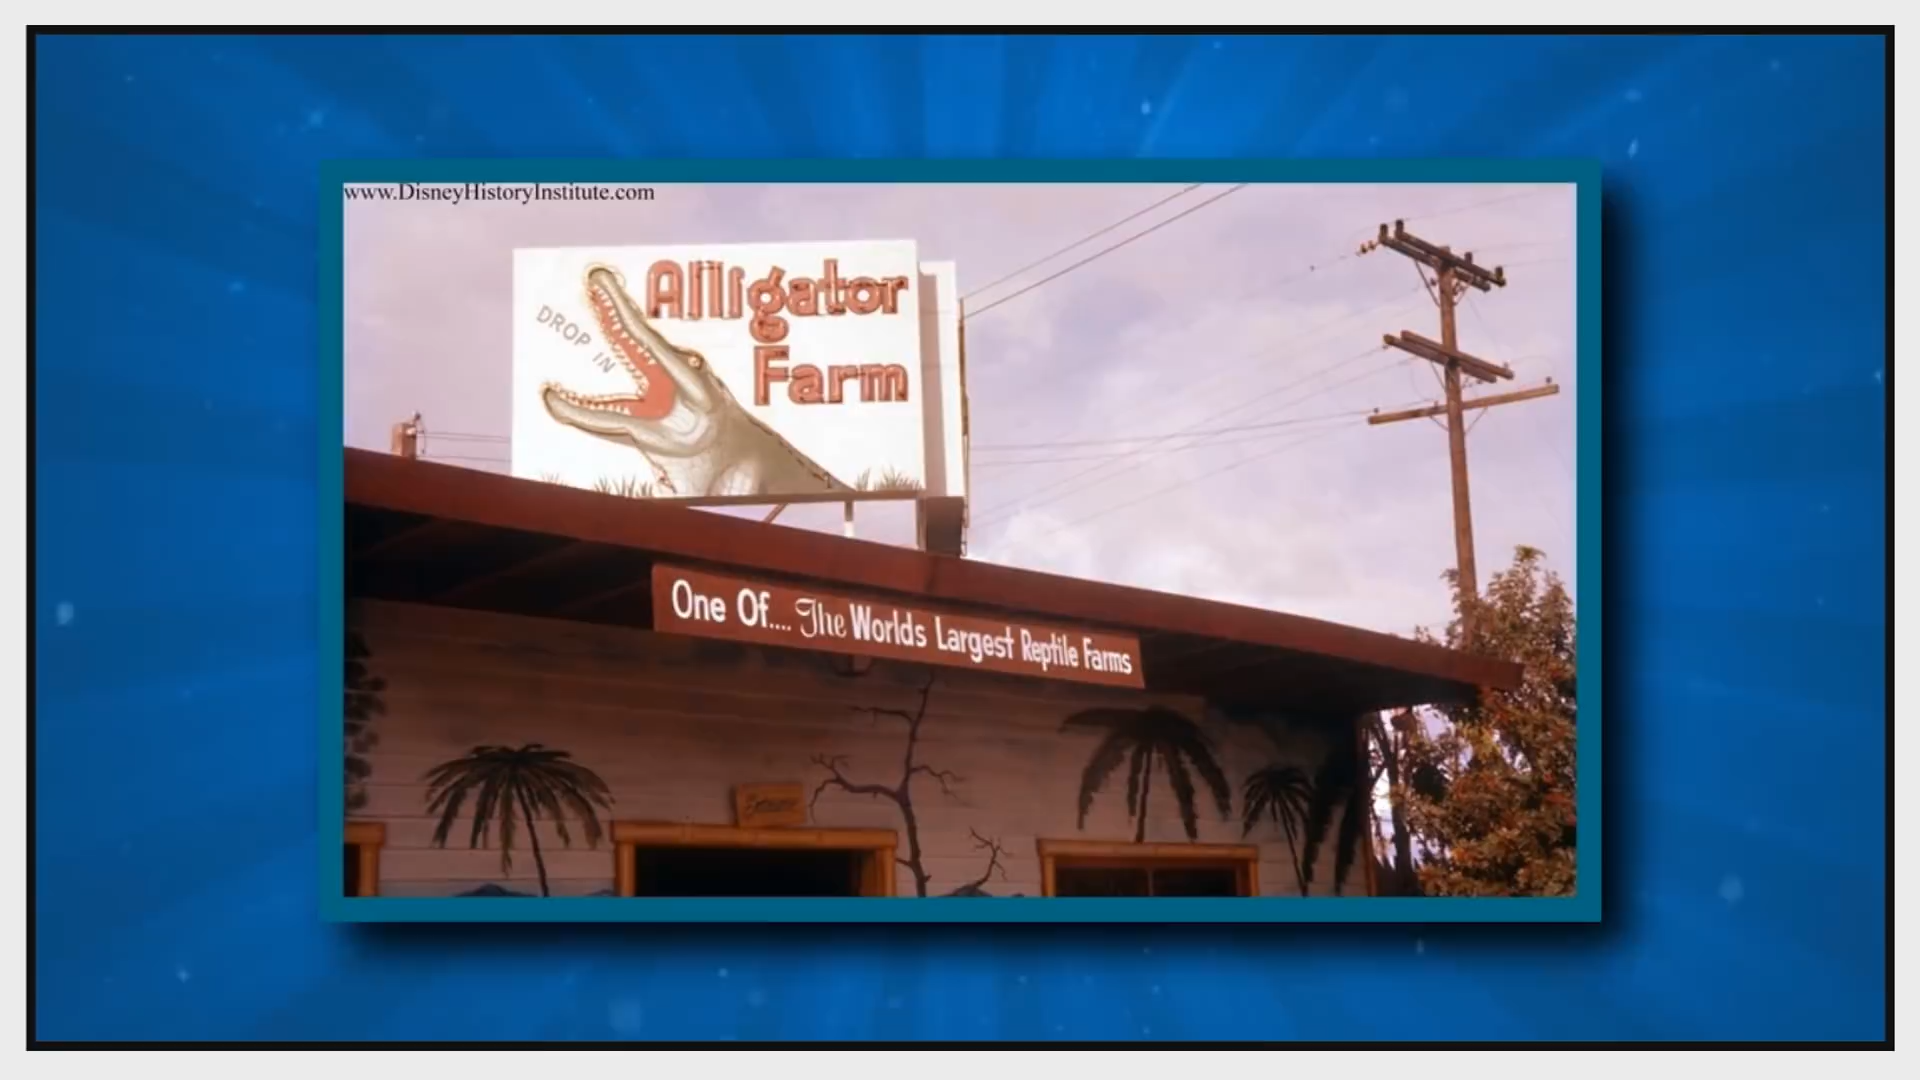 www.DisneyHistoryInstitute.com
DROP IN
Alligator
Farm
One Of.... The Worlds Largest Reptile Farms